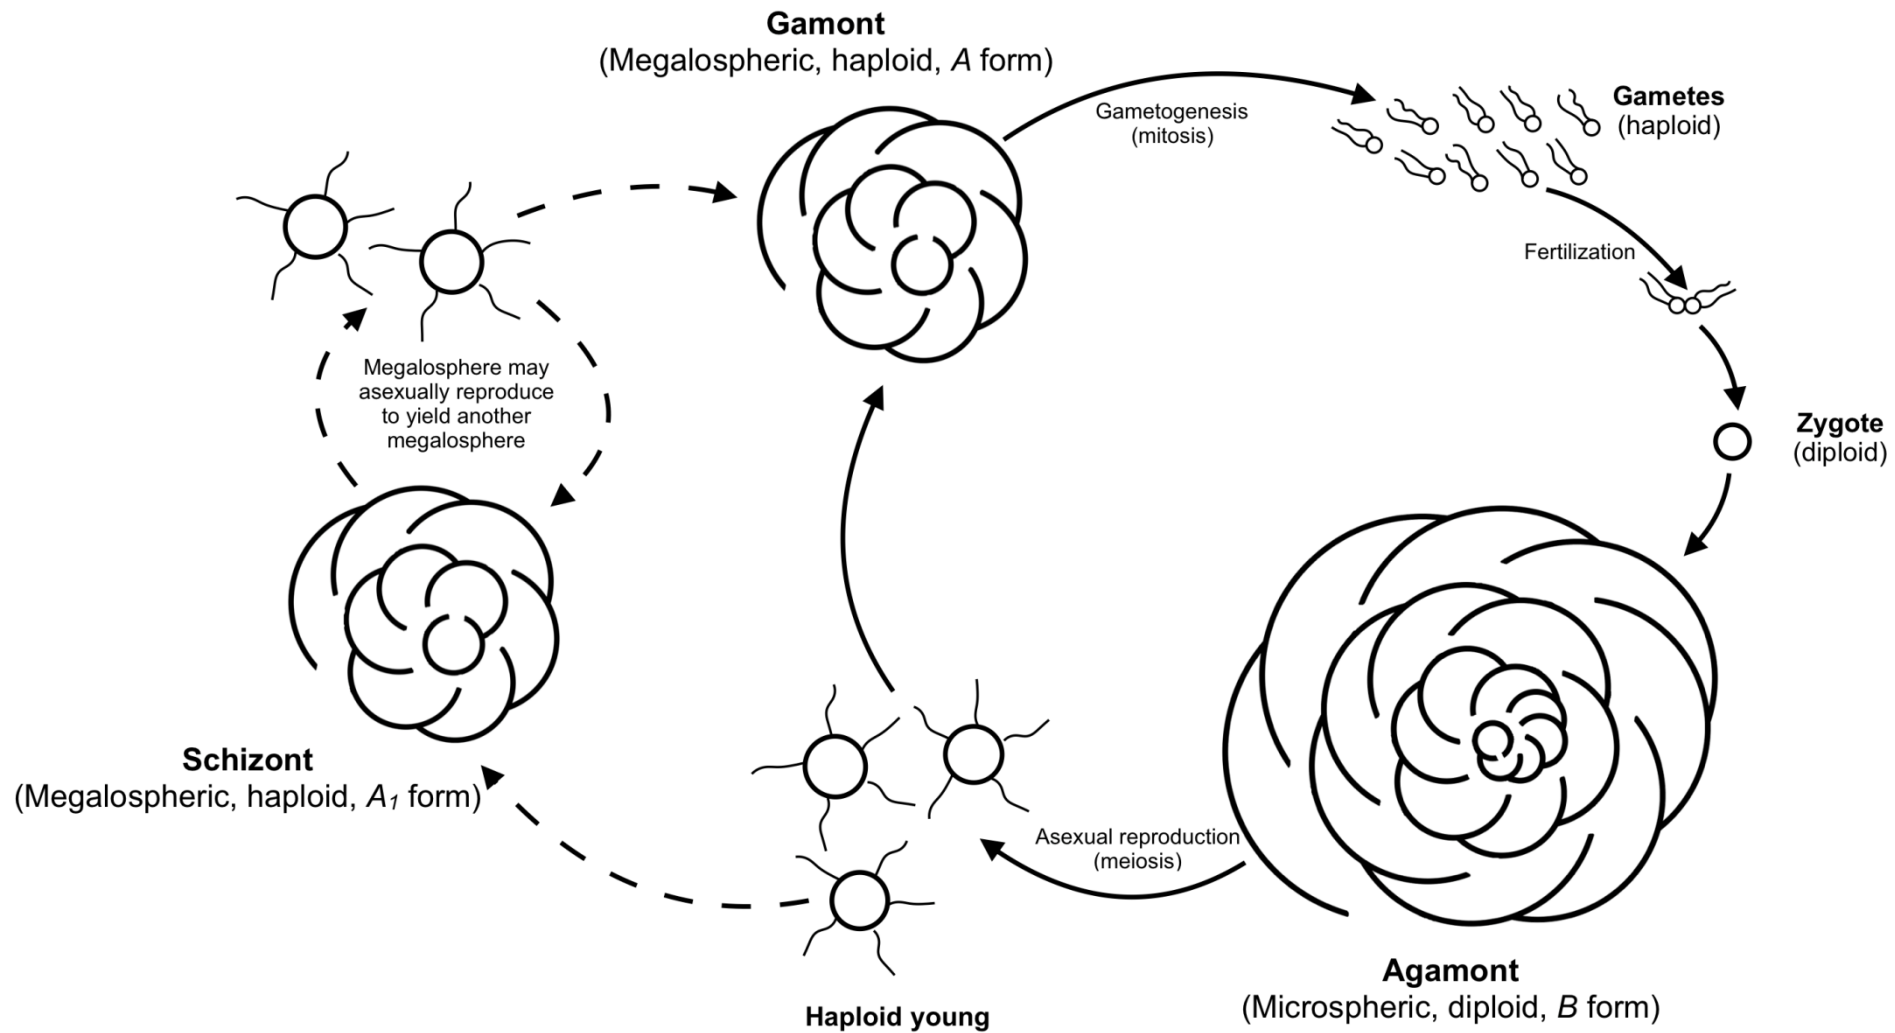 Gamont
(Megalospheric, haploid, A form)
Gametogenesis
(mitosis)
Gametes
(haploid)
Fertilization
Zygote
(diploid)
Megalosphere may
asexually reproduce
to yield another
megalosphere
Schizont
(Megalospheric, haploid, A₁ form)
Asexual reproduction
(meiosis)
Agamont
(Microspheric, diploid, B form)
Haploid young